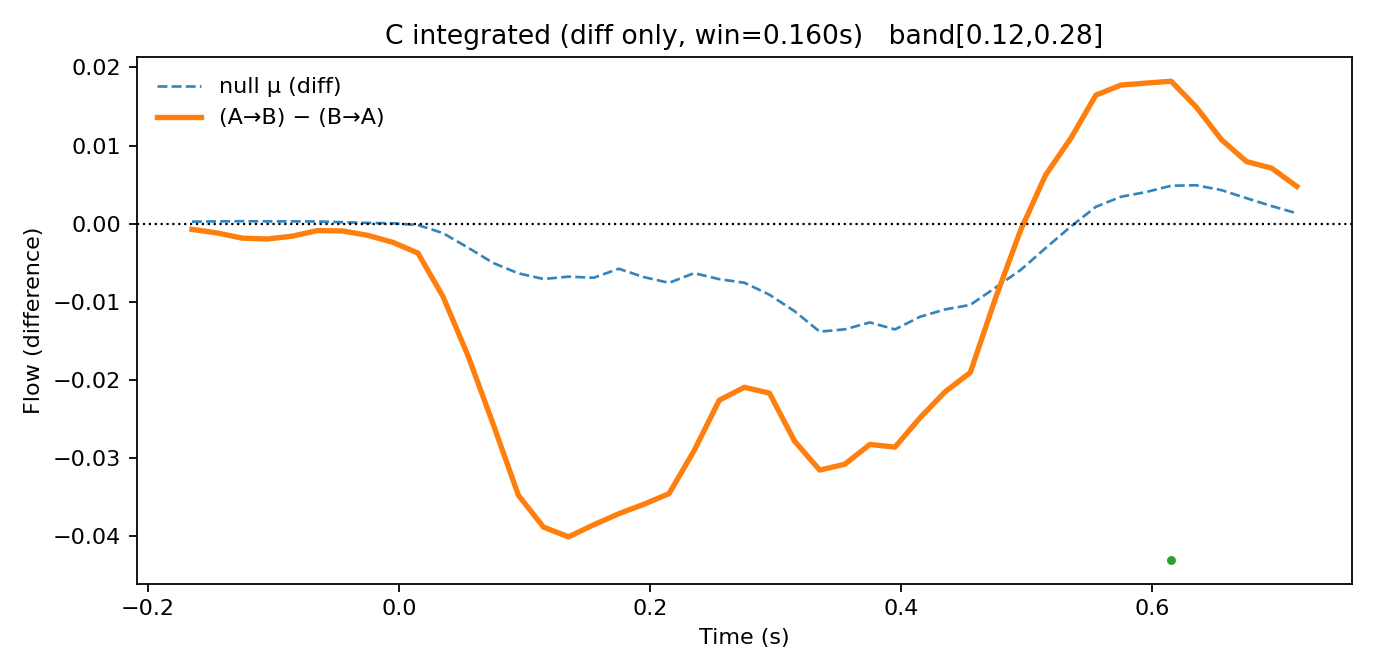 C integrated (diff only, win=0.160s)   band[0.12,0.28]
null μ (diff)
(A→B) − (B→A)
0.02
0.01
0.00
−0.01
−0.02
−0.03
−0.04
Flow (difference)
−0.2
0.0
0.2
0.4
0.6
Time (s)